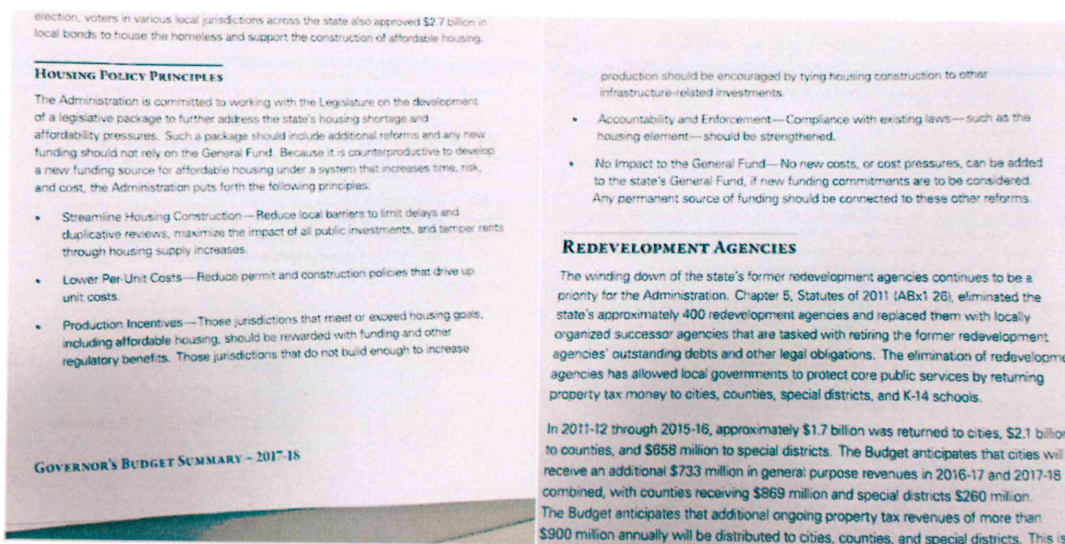 election, voters in various local jurisdictions across the state also approved $2.7 billion in
local bonds to house the homeless and support the construction of affordable housing.
HOUSING POLICY PRINCIPLES
The Administration is committed to working with the Legislature on the development
of a legislative package to further address the state's housing shortage and
affordability pressures. Such a package should include additional reforms and any new
funding should not rely on the General Fund. Because it is counterproductive to develop
a new funding source for affordable housing under a system that increases time, risk,
and cost, the Administration puts forth the following principles:
• Streamline Housing Construction—Reduce local barriers to limit delays and
duplicative reviews, maximize the impact of all public investments, and temper rents
through housing supply increases.
• Lower Per-Unit Costs—Reduce permit and construction policies that drive up
unit costs.
• Production Incentives—Those jurisdictions that meet or exceed housing goals,
including affordable housing, should be rewarded with funding and other
regulatory benefits. Those jurisdictions that do not build enough to increase
GOVERNOR'S BUDGET SUMMARY – 2017-18
production should be encouraged by tying housing construction to other
infrastructure-related investments.
• Accountability and Enforcement—Compliance with existing laws—such as the
housing element—should be strengthened.
• No Impact to the General Fund—No new costs, or cost pressures, can be added
to the state's General Fund, if new funding commitments are to be considered.
Any permanent source of funding should be connected to these other reforms.
REDEVELOPMENT AGENCIES
The winding down of the state's former redevelopment agencies continues to be a
priority for the Administration. Chapter 5, Statutes of 2011 (ABx1 26), eliminated the
state's approximately 400 redevelopment agencies and replaced them with locally
organized successor agencies that are tasked with retiring the former redevelopment
agencies' outstanding debts and other legal obligations. The elimination of redevelopme
agencies has allowed local governments to protect core public services by returning
property tax money to cities, counties, special districts, and K-14 schools.
In 2011-12 through 2015-16, approximately $1.7 billion was returned to cities, $2.1 billion
to counties, and $658 million to special districts. The Budget anticipates that cities will
receive an additional $733 million in general purpose revenues in 2016-17 and 2017-18
combined, with counties receiving $869 million and special districts $260 million.
The Budget anticipates that additional ongoing property tax revenues of more than
$900 million annually will be distributed to cities, counties, and special districts. This is